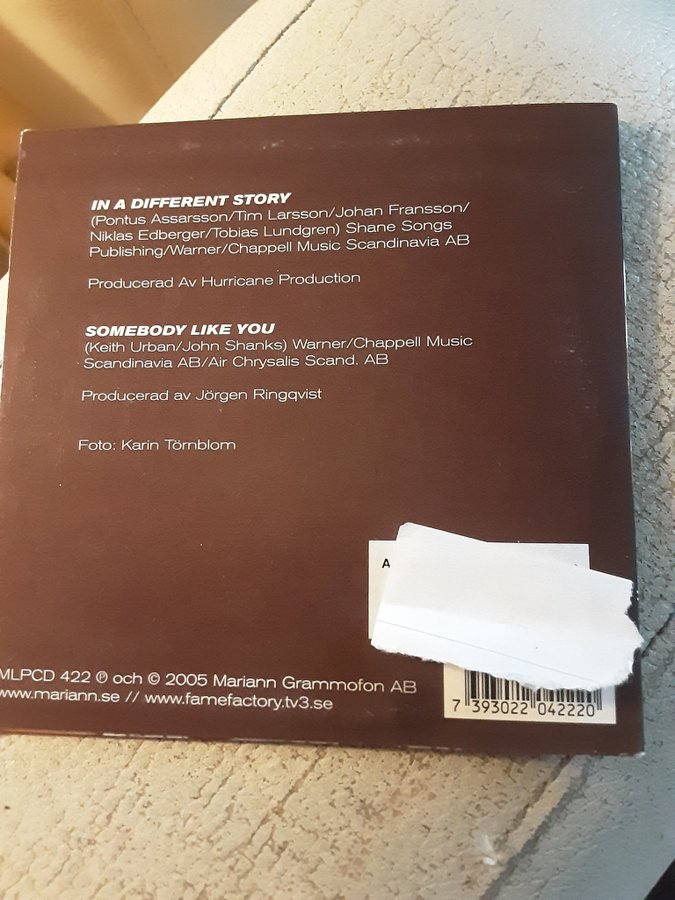 IN A DIFFERENT STORY
(Pontus Assarsson/Tim Larsson/Johan Fransson/
Niklas Edberger/Tobias Lundgren) Shane Songs
Publishing/Warner/Chappell Music Scandinavia AB
Producerad Av Hurricane Production
SOMEBODY LIKE YOU
(Keith Urban/John Shanks) Warner/Chappell Music
Scandinavia AB/Air Chrysalis Scand. AB
Producerad av Jörgen Ringqvist
Foto: Karin Törnblom
A
MLPCD 422 ℗ och © 2005 Mariann Grammofon AB
www.mariann.se // www.famefactory.tv3.se
7 393022 042220